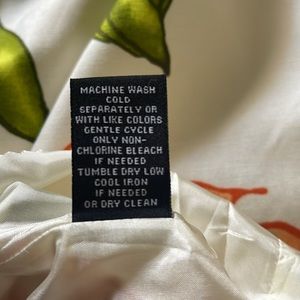 MACHINE WASH
COLD
SEPARATELY OR
WITH LIKE COLORS
GENTLE CYCLE
ONLY NON-
CHLORINE BLEACH
IF NEEDED
TUMBLE DRY LOW
COOL IRON
IF NEEDED
OR DRY CLEAN